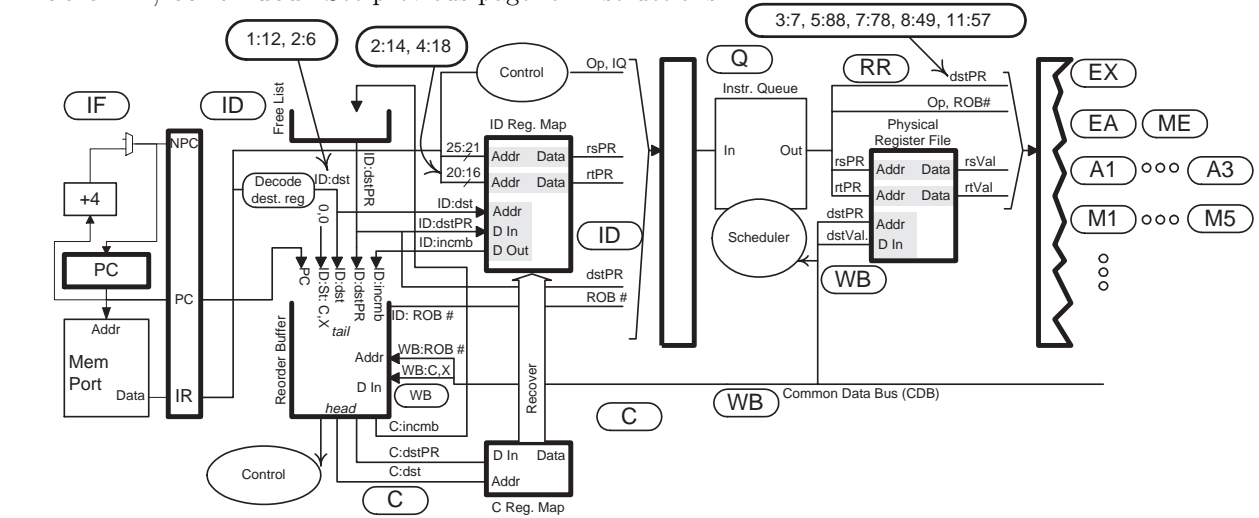 3:7, 5:88, 7:78, 8:49, 11:57
1:12, 2:6
2:14, 4:18
IF
ID
Free List
Control
Op, IQ
Q
RR
dstPR
EX
Instr. Queue
Op, ROB#
ID Reg. Map
Physical
Register File
EA
ME
NPC
25:21
Addr
Data
rsPR
In
Out
rsPR
Addr
Data
rsVal
A1
A3
20:16
Addr
Data
rtPR
rtPR
Addr
Data
rtVal
+4
Decode
dest. reg
ID:dst
ID:dstPR
0,0
ID:dst
Addr
dstPR
Addr
M1
M5
ID:dstPR
D In
ID
Scheduler
dstVal.
D In
ID:incmb
D Out
PC
PC
ID:St: C,X
ID:dst
ID:dstPR
ID:incmb
dstPR
WB
PC
ROB #
ID: ROB #
tail
Addr
Mem
Port
Data
IR
Reorder Buffer
Addr
WB:ROB #
D In
WB:C,X
WB
Recover
head
WB
Common Data Bus (CDB)
C
C:incmb
Control
C:dstPR
D In
Data
C:dst
Addr
C
C Reg. Map